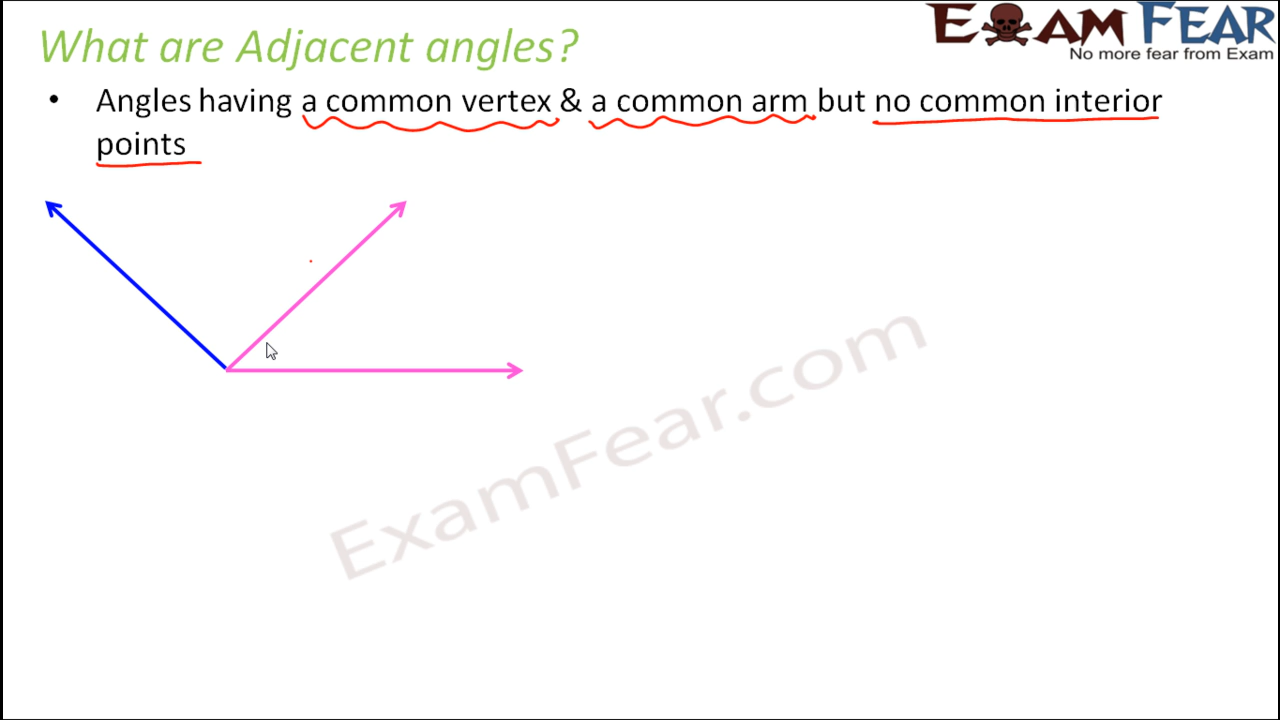 What are Adjacent angles?
EXAM FEAR
No more fear from Exam
• Angles having a common vertex & a common arm but no common interior
points
ExamFear.com